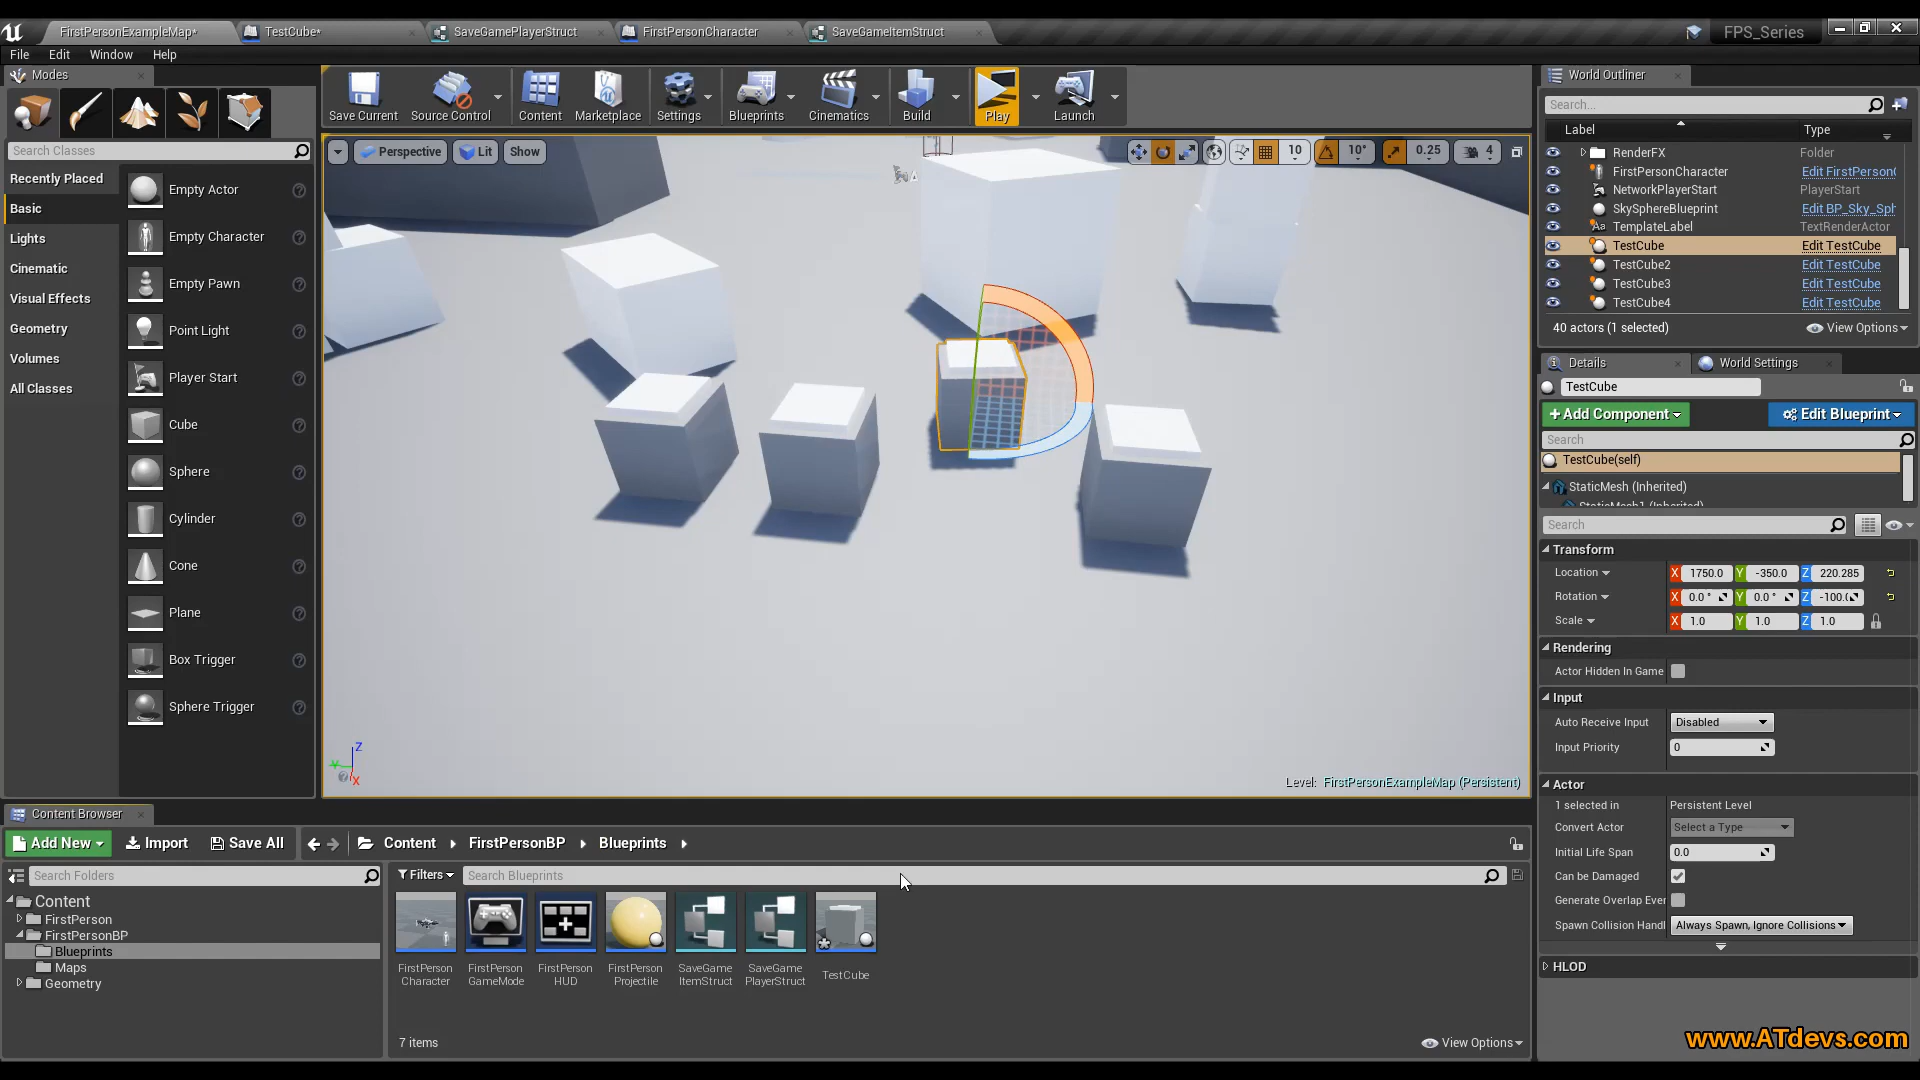 FirstPersonExampleMap*
TestCube*
SaveGamePlayerStruct
FirstPersonCharacter
SaveGameItemStruct
FPS_Series
File
Edit
Window
Help
Modes
Save Current
Source Control
Content
Marketplace
Settings
Blueprints
Cinematics
Build
Play
Launch
Search Classes
Recently Placed
Basic
Lights
Cinematic
Visual Effects
Geometry
Volumes
All Classes
Empty Actor
Empty Character
Empty Pawn
Point Light
Player Start
Cube
Sphere
Cylinder
Cone
Plane
Box Trigger
Sphere Trigger
Perspective
Lit
Show
10
10°
0.25
4
Z
Y
X
Level: FirstPersonExampleMap (Persistent)
World Outliner
Search...
Label
Type
RenderFX
Folder
FirstPersonCharacter
Edit FirstPerson
NetworkPlayerStart
PlayerStart
SkySphereBlueprint
Edit BP_Sky_Sph
TemplateLabel
TextRenderActor
TestCube
Edit TestCube
TestCube2
Edit TestCube
TestCube3
Edit TestCube
TestCube4
Edit TestCube
40 actors (1 selected)
View Options
Details
World Settings
TestCube
+Add Component
Edit Blueprint
Search
TestCube(self)
StaticMesh (Inherited)
StaticMesh1 (Inherited)
Search
Transform
Location
X 1750.0 Y -350.0 Z 220.285
Rotation
X 0.0 ° Y 0.0 ° Z -100.
Scale
X 1.0 Y 1.0 Z 1.0
Rendering
Actor Hidden In Game
Input
Auto Receive Input
Disabled
Input Priority
0
Actor
1 selected in
Persistent Level
Convert Actor
Select a Type
Initial Life Span
0.0
Can be Damaged
Generate Overlap Even
Spawn Collision Handl
Always Spawn, Ignore Collisions
HLOD
Content Browser
Add New
Import
Save All
Content
FirstPersonBP
Blueprints
Search Folders
Filters
Search Blueprints
Content
FirstPerson
FirstPersonBP
Blueprints
Maps
Geometry
FirstPerson
Character
FirstPerson
GameMode
FirstPerson
HUD
FirstPerson
Projectile
SaveGame
ItemStruct
SaveGame
PlayerStruct
TestCube
7 items
View Options
www.ATdevs.com